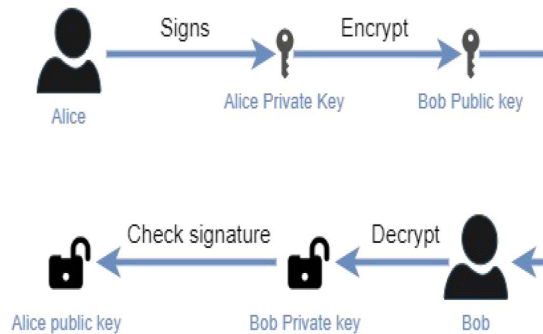 Signs
Encrypt
Alice
Alice Private Key
Bob Public key
Check signature
Decrypt
Alice public key
Bob Private key
Bob